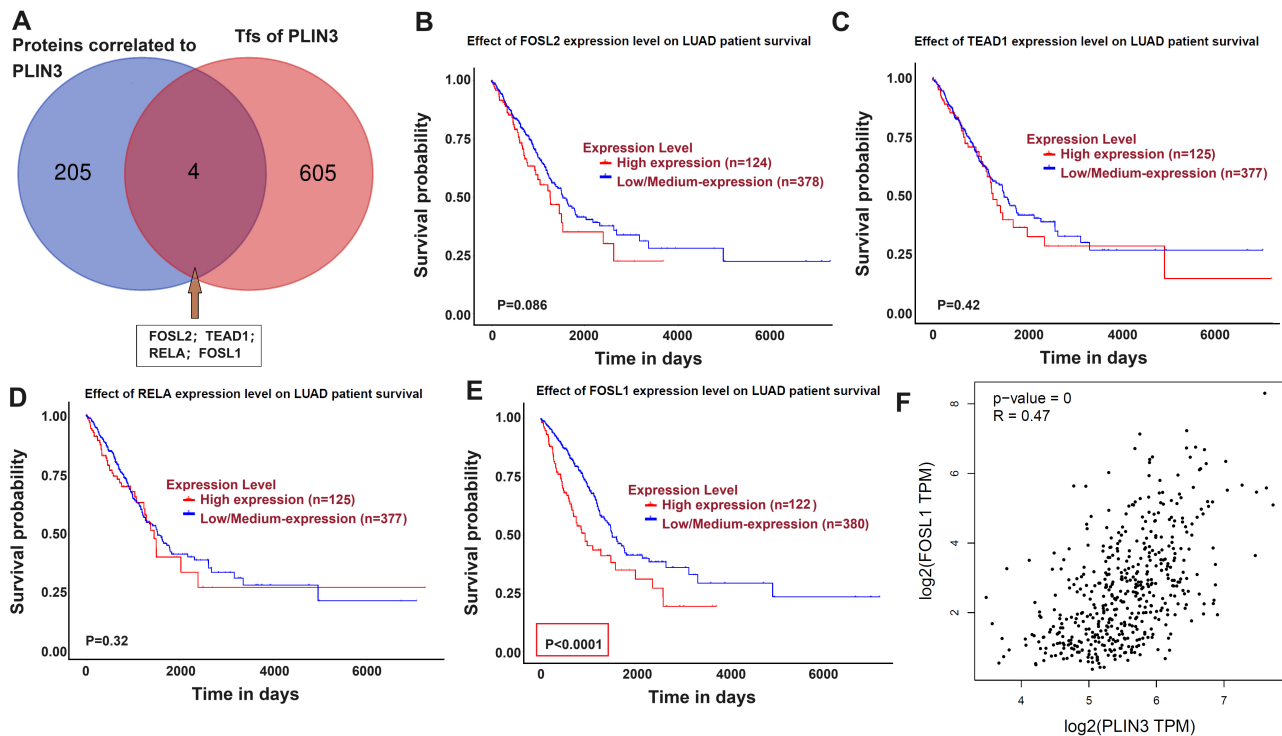 A
Proteins correlated to
PLIN3
Tfs of PLIN3
205
4
605
FOSL2; TEAD1;
RELA; FOSL1
B
Effect of FOSL2 expression level on LUAD patient survival
Survival probability
1.00
0.75
0.50
0.25
0.00
Expression Level
High expression (n=124)
Low/Medium-expression (n=378)
P=0.086
0 2000 4000 6000
Time in days
C
Effect of TEAD1 expression level on LUAD patient survival
Survival probability
1.00
0.75
0.50
0.25
0.00
Expression Level
High expression (n=125)
Low/Medium-expression (n=377)
P=0.42
0 2000 4000 6000
Time in days
D
Effect of RELA expression level on LUAD patient survival
Survival probability
1.00
0.75
0.50
0.25
0.00
Expression Level
High expression (n=125)
Low/Medium-expression (n=377)
P=0.32
0 2000 4000 6000
Time in days
E
Effect of FOSL1 expression level on LUAD patient survival
Survival probability
1.00
0.75
0.50
0.25
0.00
Expression Level
High expression (n=122)
Low/Medium-expression (n=380)
P<0.0001
0 2000 4000 6000
Time in days
F
p-value = 0
R = 0.47
log2(FOSL1 TPM)
8
6
4
2
4 5 6 7
log2(PLIN3 TPM)